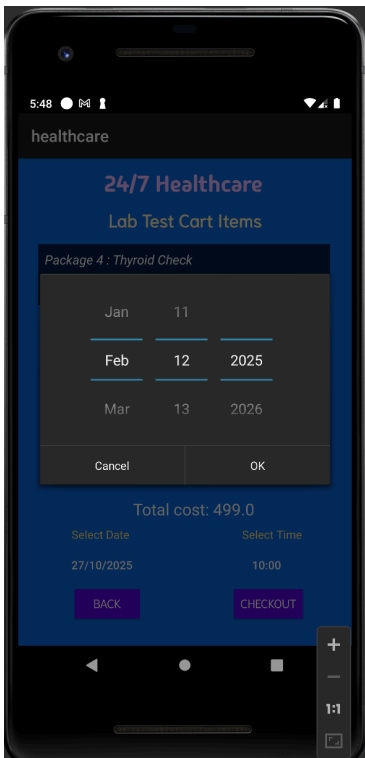 5:48
healthcare
24/7 Healthcare
Lab Test Cart Items
Package 4 : Thyroid Check
Jan 11
Feb 12 2025
Mar 13 2026
Cancel OK
Total cost: 499.0
Select Date Select Time
27/10/2025 10:00
BACK CHECKOUT
1:1